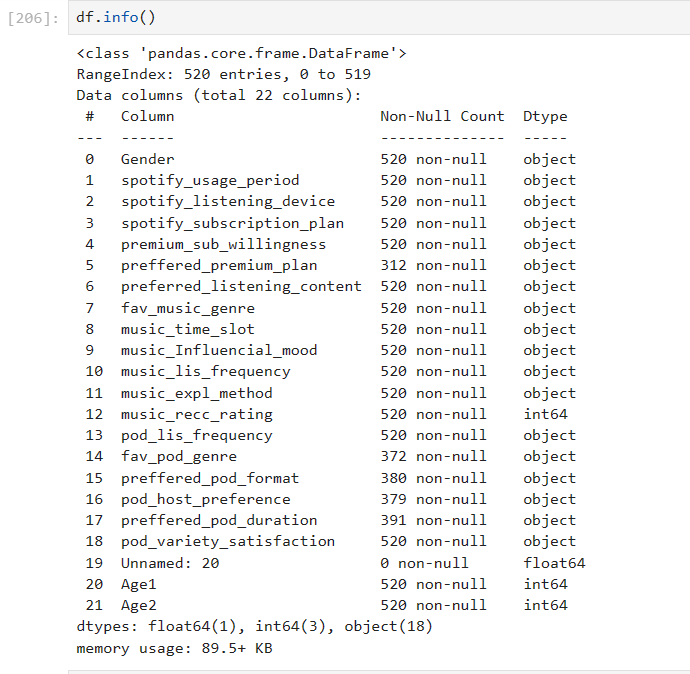 [206]: df.info()
<class 'pandas.core.frame.DataFrame'>
RangeIndex: 520 entries, 0 to 519
Data columns (total 22 columns):
 #   Column                        Non-Null Count  Dtype
---  ------                        --------------  -----
 0   Gender                        520 non-null    object
 1   spotify_usage_period          520 non-null    object
 2   spotify_listening_device      520 non-null    object
 3   spotify_subscription_plan     520 non-null    object
 4   premium_sub_willingness       520 non-null    object
 5   preffered_premium_plan        312 non-null    object
 6   preferred_listening_content   520 non-null    object
 7   fav_music_genre               520 non-null    object
 8   music_time_slot               520 non-null    object
 9   music_Influencial_mood        520 non-null    object
 10  music_lis_frequency           520 non-null    object
 11  music_expl_method             520 non-null    object
 12  music_recc_rating             520 non-null    int64
 13  pod_lis_frequency             520 non-null    object
 14  fav_pod_genre                 372 non-null    object
 15  preffered_pod_format          380 non-null    object
 16  pod_host_preference           379 non-null    object
 17  preffered_pod_duration        391 non-null    object
 18  pod_variety_satisfaction      520 non-null    object
 19  Unnamed: 20                   0 non-null      float64
 20  Age1                          520 non-null    int64
 21  Age2                          520 non-null    int64
dtypes: float64(1), int64(3), object(18)
memory usage: 89.5+ KB